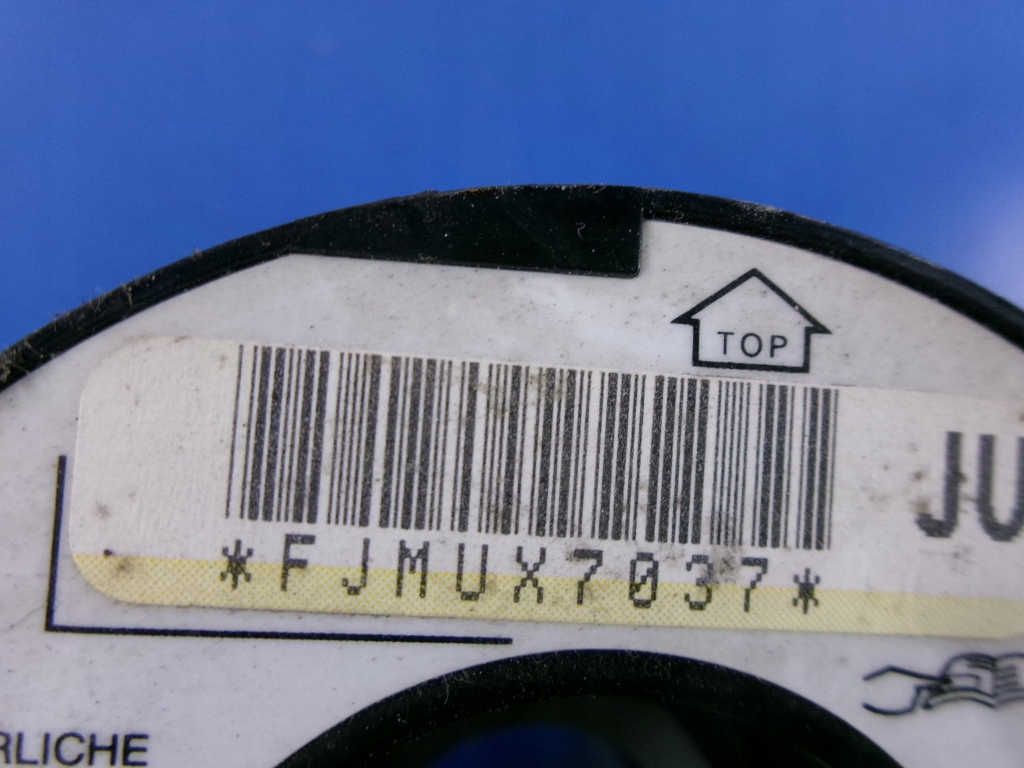 TOP
JU
*FJMUX7037*
RLICHE